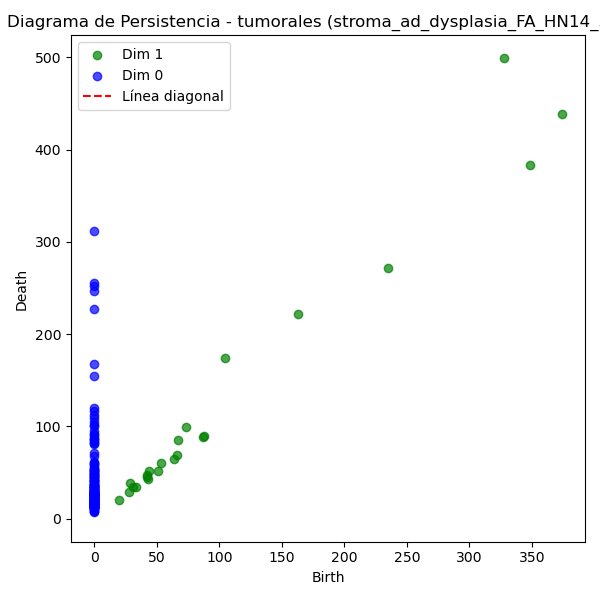 Diagrama de Persistencia - tumorales (stroma_ad_dysplasia_FA_HN14_
Dim 1
Dim 0
Línea diagonal
500
400
300
200
100
0
Death
0 50 100 150 200 250 300 350
Birth